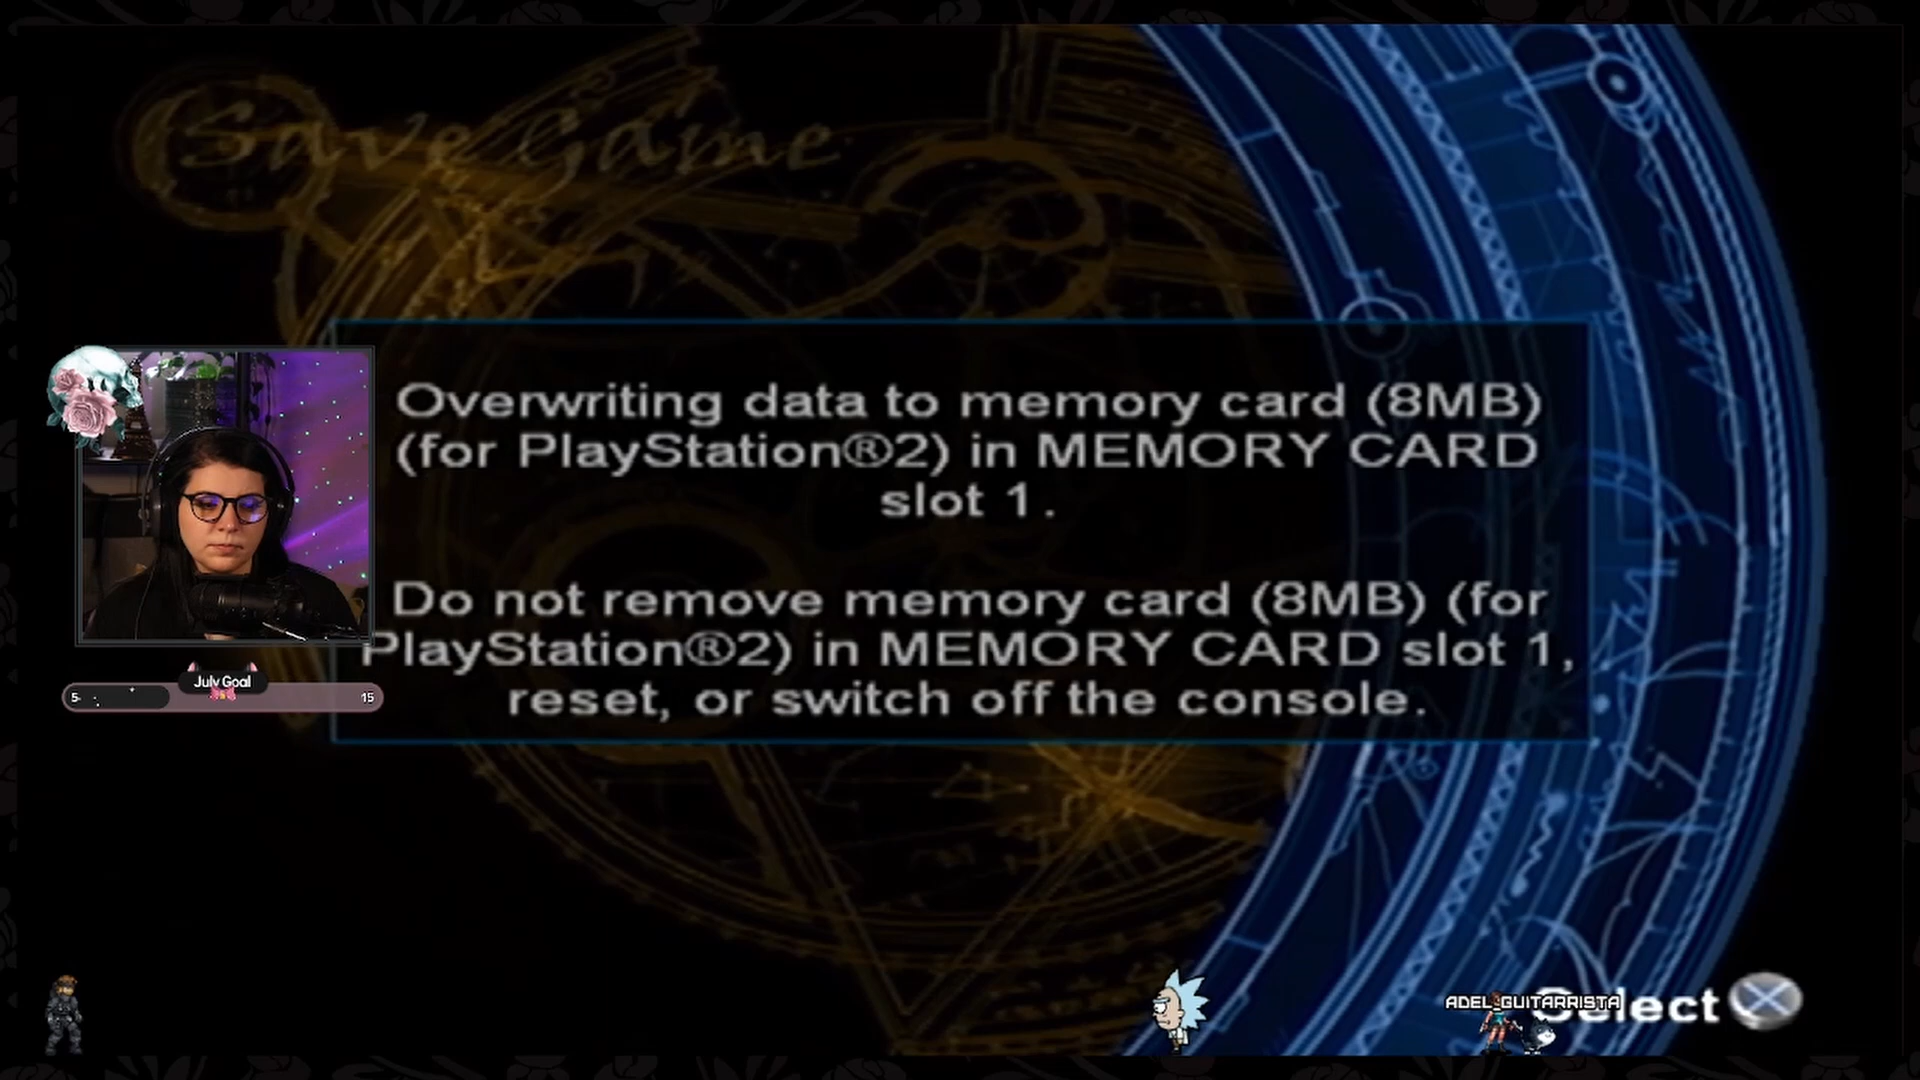 Save Game
Overwriting data to memory card (8MB)
(for PlayStation®2) in MEMORY CARD
slot 1.
Do not remove memory card (8MB) (for
PlayStation®2) in MEMORY CARD slot 1,
reset, or switch off the console.
July Goal
5
15
ADEL_GUITARRISTA
Select